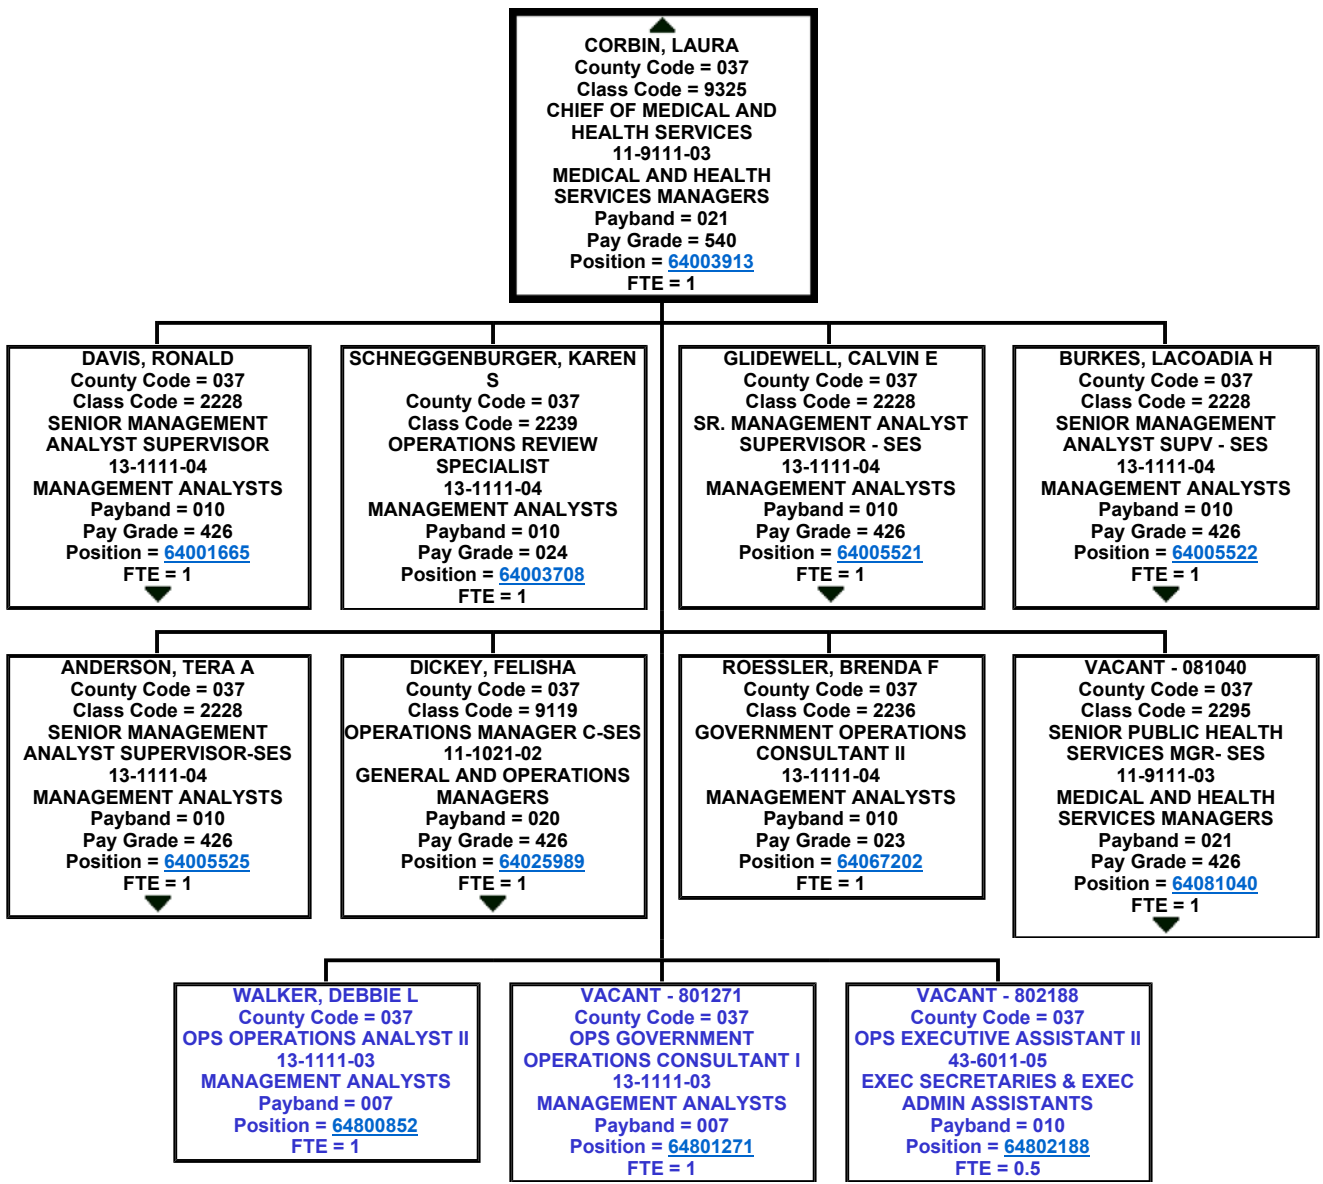 CORBIN, LAURA
County Code = 037
Class Code = 9325
CHIEF OF MEDICAL AND
HEALTH SERVICES
11-9111-03
MEDICAL AND HEALTH
SERVICES MANAGERS
Payband = 021
Pay Grade = 540
Position = 64003913
FTE = 1
DAVIS, RONALD
County Code = 037
Class Code = 2228
SENIOR MANAGEMENT
ANALYST SUPERVISOR
13-1111-04
MANAGEMENT ANALYSTS
Payband = 010
Pay Grade = 426
Position = 64001665
FTE = 1
SCHNEGGENBURGER, KAREN
S
County Code = 037
Class Code = 2239
OPERATIONS REVIEW
SPECIALIST
13-1111-04
MANAGEMENT ANALYSTS
Payband = 010
Pay Grade = 024
Position = 64003708
FTE = 1
GLIDEWELL, CALVIN E
County Code = 037
Class Code = 2228
SR. MANAGEMENT ANALYST
SUPERVISOR - SES
13-1111-04
MANAGEMENT ANALYSTS
Payband = 010
Pay Grade = 426
Position = 64005521
FTE = 1
BURKES, LACOADIA H
County Code = 037
Class Code = 2228
SENIOR MANAGEMENT
ANALYST SUPV - SES
13-1111-04
MANAGEMENT ANALYSTS
Payband = 010
Pay Grade = 426
Position = 64005522
FTE = 1
ANDERSON, TERA A
County Code = 037
Class Code = 2228
SENIOR MANAGEMENT
ANALYST SUPERVISOR-SES
13-1111-04
MANAGEMENT ANALYSTS
Payband = 010
Pay Grade = 426
Position = 64005525
FTE = 1
DICKEY, FELISHA
County Code = 037
Class Code = 9119
OPERATIONS MANAGER C-SES
11-1021-02
GENERAL AND OPERATIONS
MANAGERS
Payband = 020
Pay Grade = 426
Position = 64025989
FTE = 1
ROESSLER, BRENDA F
County Code = 037
Class Code = 2236
GOVERNMENT OPERATIONS
CONSULTANT II
13-1111-04
MANAGEMENT ANALYSTS
Payband = 010
Pay Grade = 023
Position = 64067202
FTE = 1
VACANT - 081040
County Code = 037
Class Code = 2295
SENIOR PUBLIC HEALTH
SERVICES MGR- SES
11-9111-03
MEDICAL AND HEALTH
SERVICES MANAGERS
Payband = 021
Pay Grade = 426
Position = 64081040
FTE = 1
WALKER, DEBBIE L
County Code = 037
OPS OPERATIONS ANALYST II
13-1111-03
MANAGEMENT ANALYSTS
Payband = 007
Position = 64800852
FTE = 1
VACANT - 801271
County Code = 037
OPS GOVERNMENT
OPERATIONS CONSULTANT I
13-1111-03
MANAGEMENT ANALYSTS
Payband = 007
Position = 64801271
FTE = 1
VACANT - 802188
County Code = 037
OPS EXECUTIVE ASSISTANT II
43-6011-05
EXEC SECRETARIES & EXEC
ADMIN ASSISTANTS
Payband = 010
Position = 64802188
FTE = 0.5